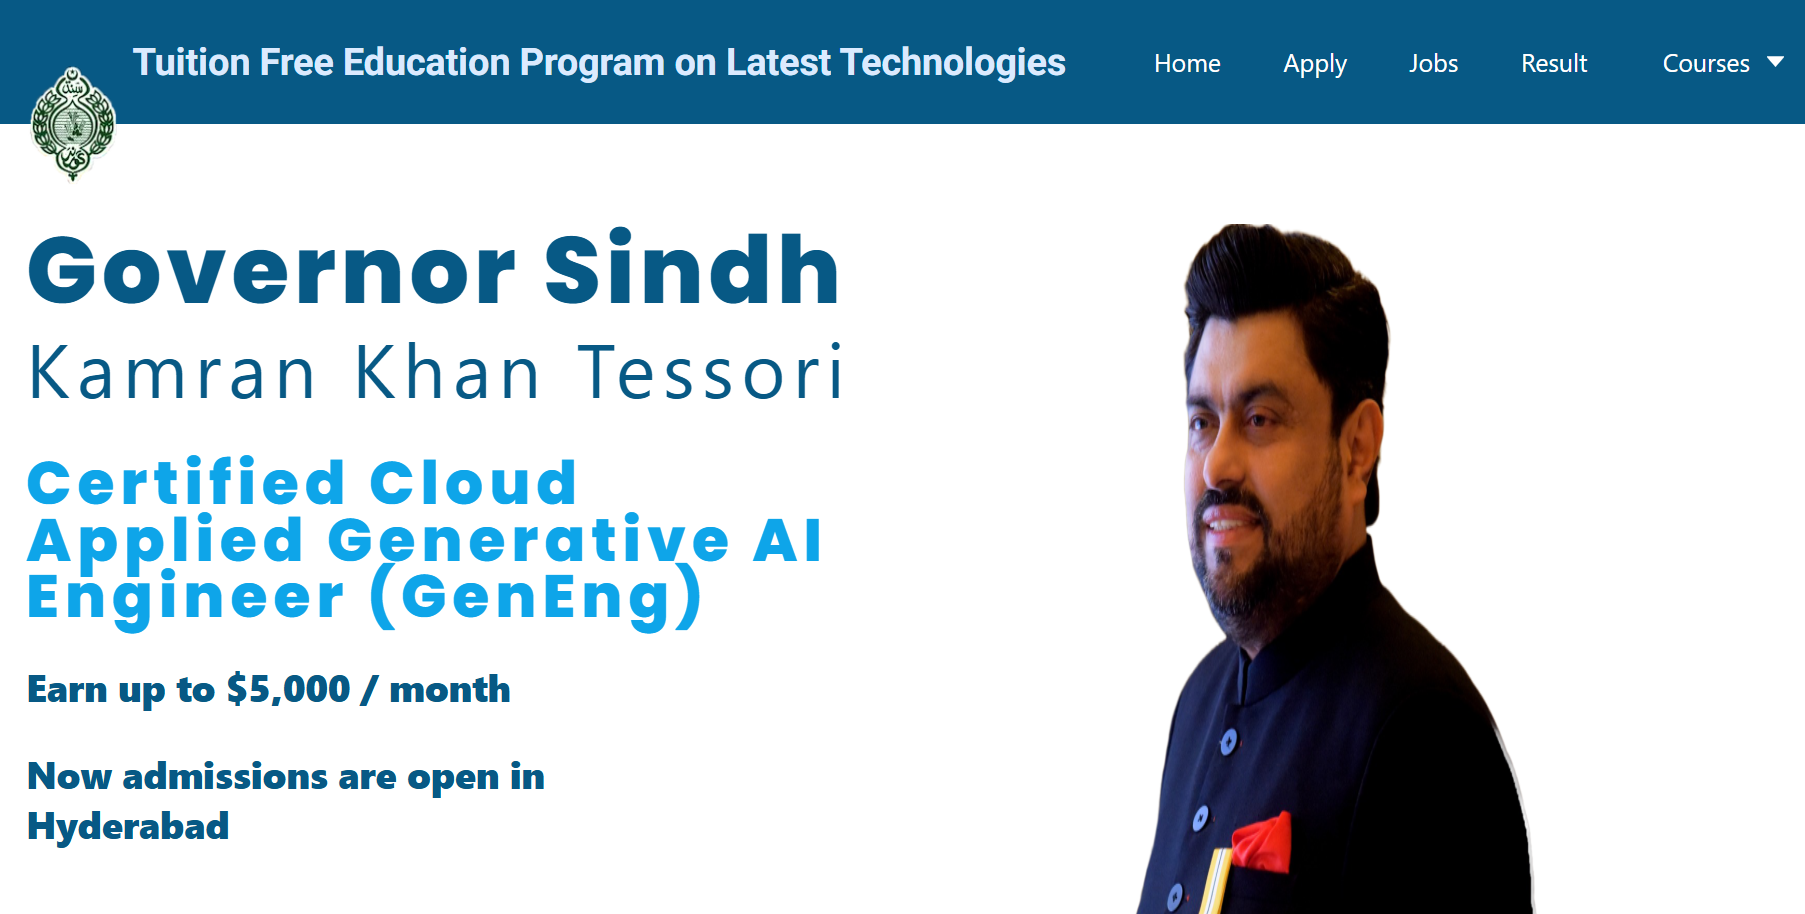 Tuition Free Education Program on Latest Technologies
Home
Apply
Jobs
Result
Courses
Governor Sindh
Kamran Khan Tessori
Certified Cloud
Applied Generative AI
Engineer (GenEng)
Earn up to $5,000 / month
Now admissions are open in
Hyderabad